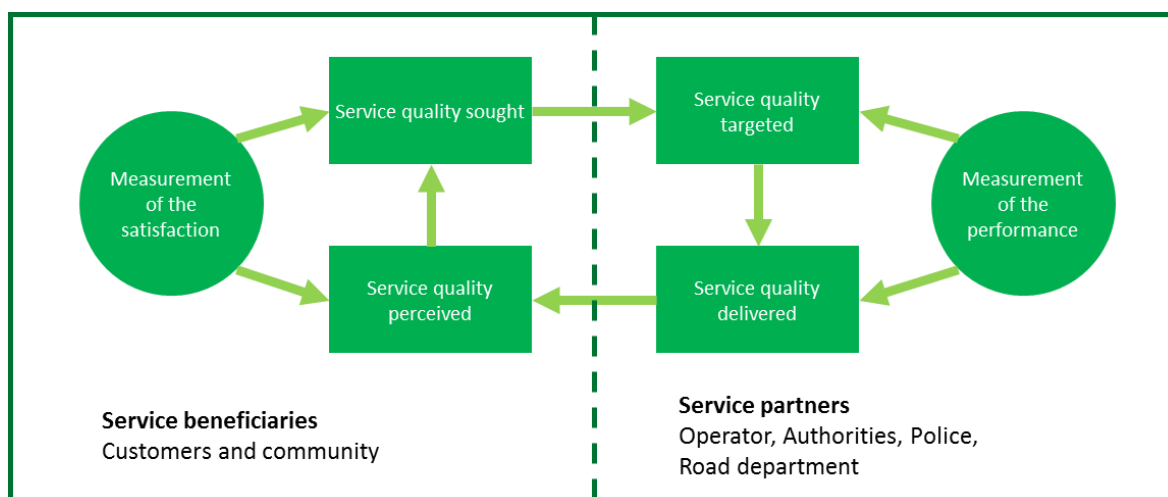 Service quality sought
Service quality
targeted
Measurement
of the
satisfaction
Measurement
of the
performance
Service quality
perceived
Service quality
delivered
Service beneficiaries
Customers and community
Service partners
Operator, Authorities, Police,
Road department